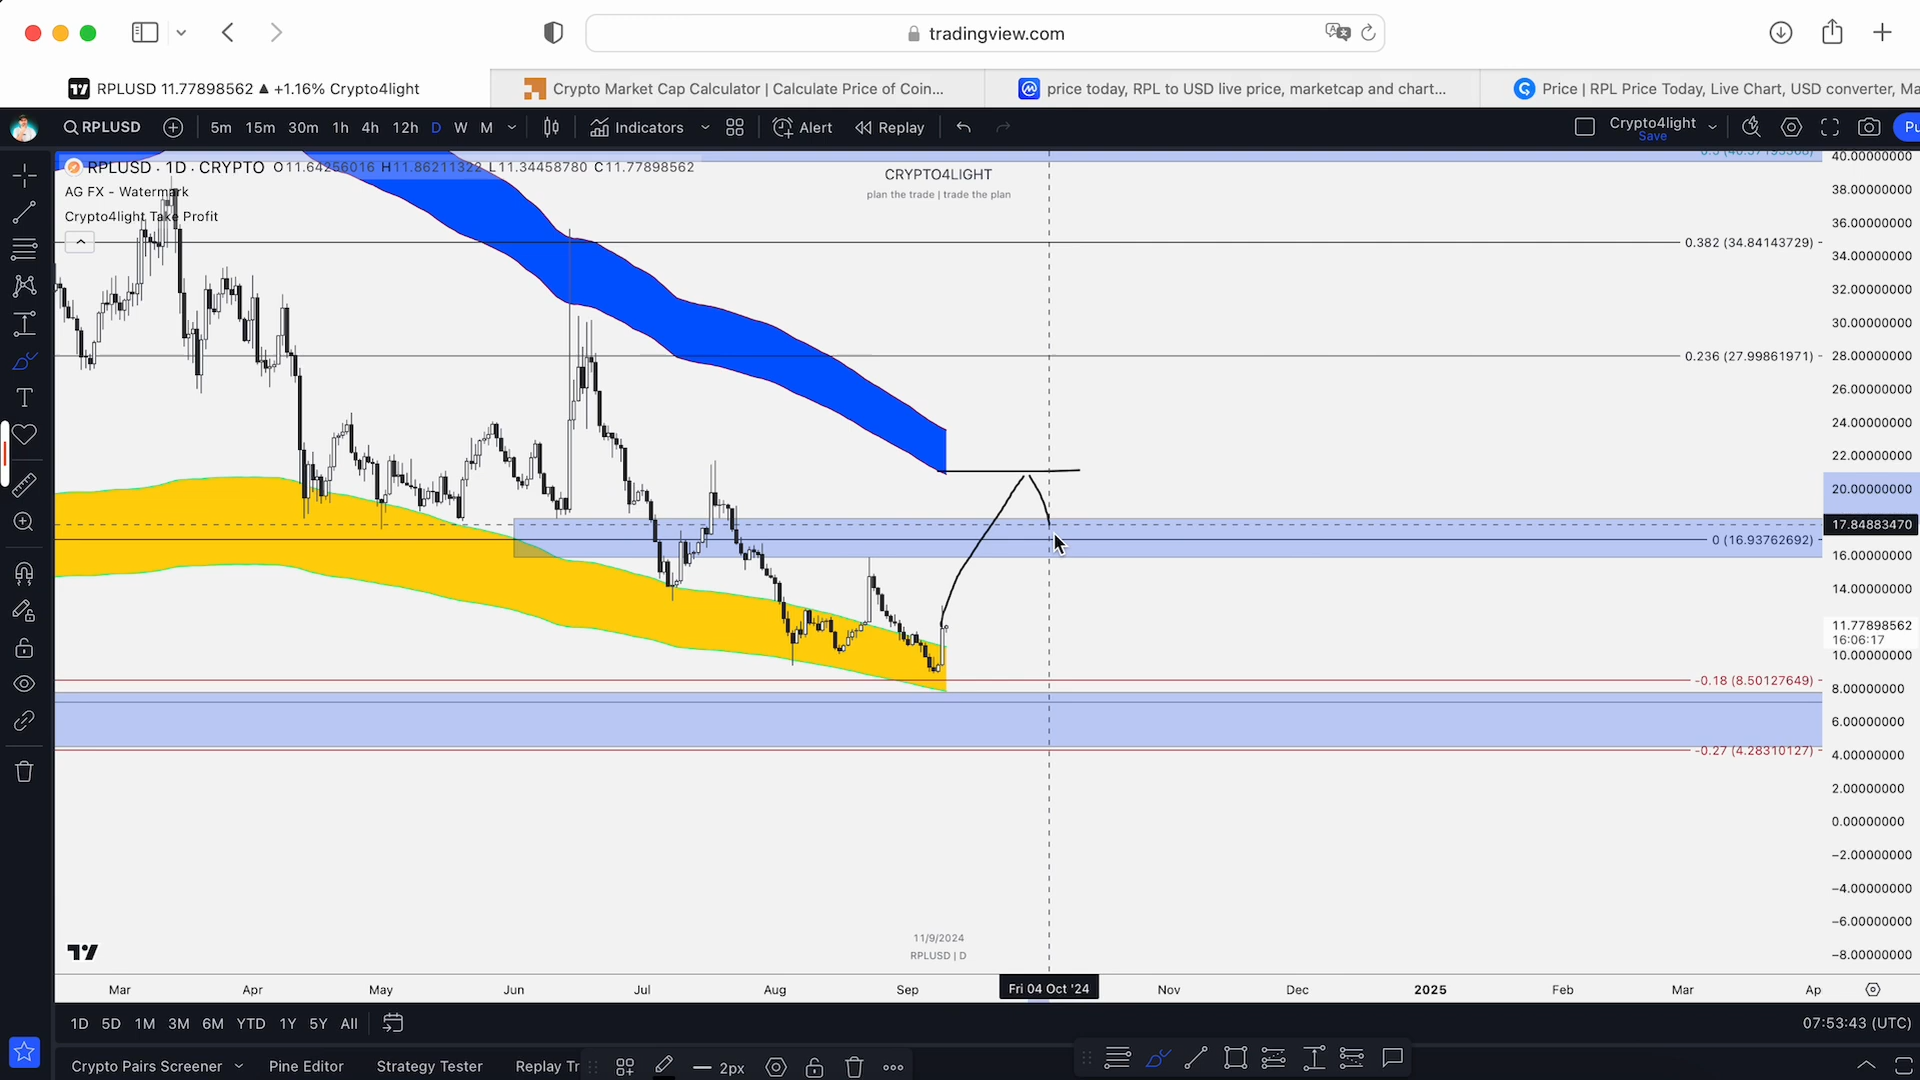 tradingview.com
RPLUSD 11.77898562 ▲ +1.16% Crypto4light
Crypto Market Cap Calculator | Calculate Price of Coin...
price today, RPL to USD live price, marketcap and chart...
Price | RPL Price Today, Live Chart, USD converter, Ma
RPLUSD 5m 15m 30m 1h 4h 12h D W M Indicators Alert Replay Crypto4light Pu
Save
RPLUSD · 1D · CRYPTO O11.64256016 H11.86211322 L11.34458780 C11.77898562
AG FX - Watermark
Crypto4light Take Profit
CRYPTO4LIGHT
plan the trade | trade the plan
40.00000000
38.00000000
36.00000000
0.382 (34.84143729)
34.00000000
32.00000000
30.00000000
0.236 (27.99861971)
28.00000000
26.00000000
24.00000000
22.00000000
20.00000000
17.84883470
0 (16.93762692)
16.00000000
14.00000000
11.77898562
16:06:17
10.00000000
-0.18 (8.50127649)
8.00000000
6.00000000
-0.27 (4.28310127)
4.00000000
2.00000000
0.00000000
−2.00000000
−4.00000000
−6.00000000
−8.00000000
11/9/2024
RPLUSD | D
Mar Apr May Jun Jul Aug Sep Fri 04 Oct '24 Nov Dec 2025 Feb Mar Ap
1D 5D 1M 3M 6M YTD 1Y 5Y All 07:53:43 (UTC)
Crypto Pairs Screener Pine Editor Strategy Tester Replay Tr 2px